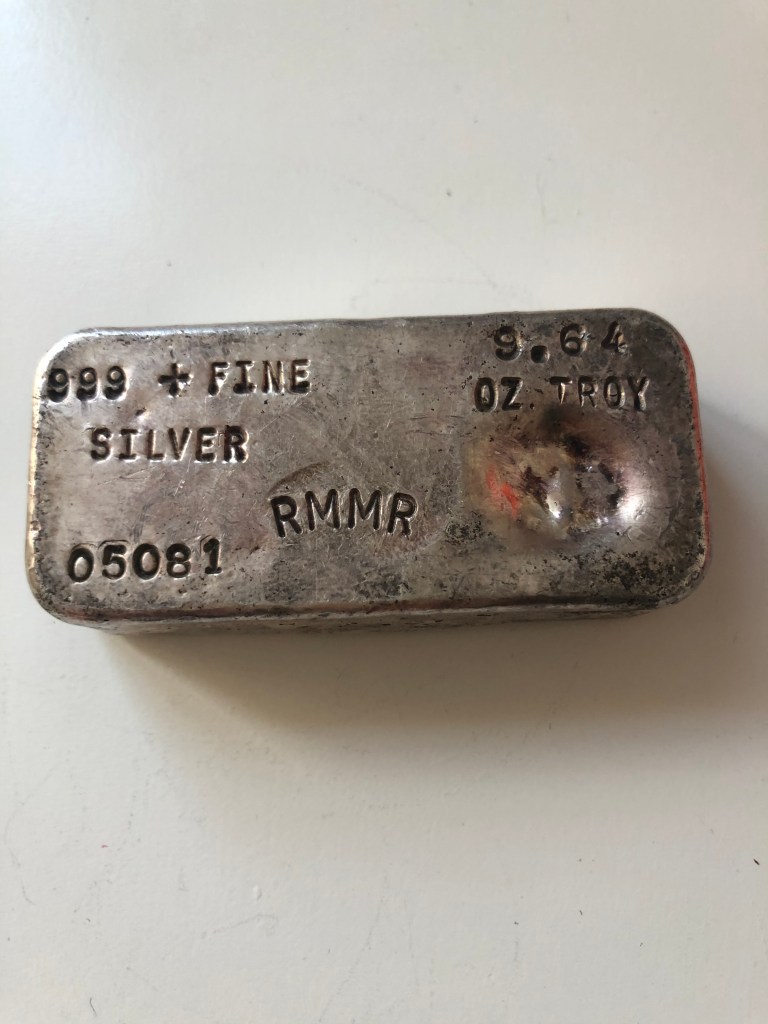 999 + FINE
SILVER
9.64
OZ TROY
RMMR
05081